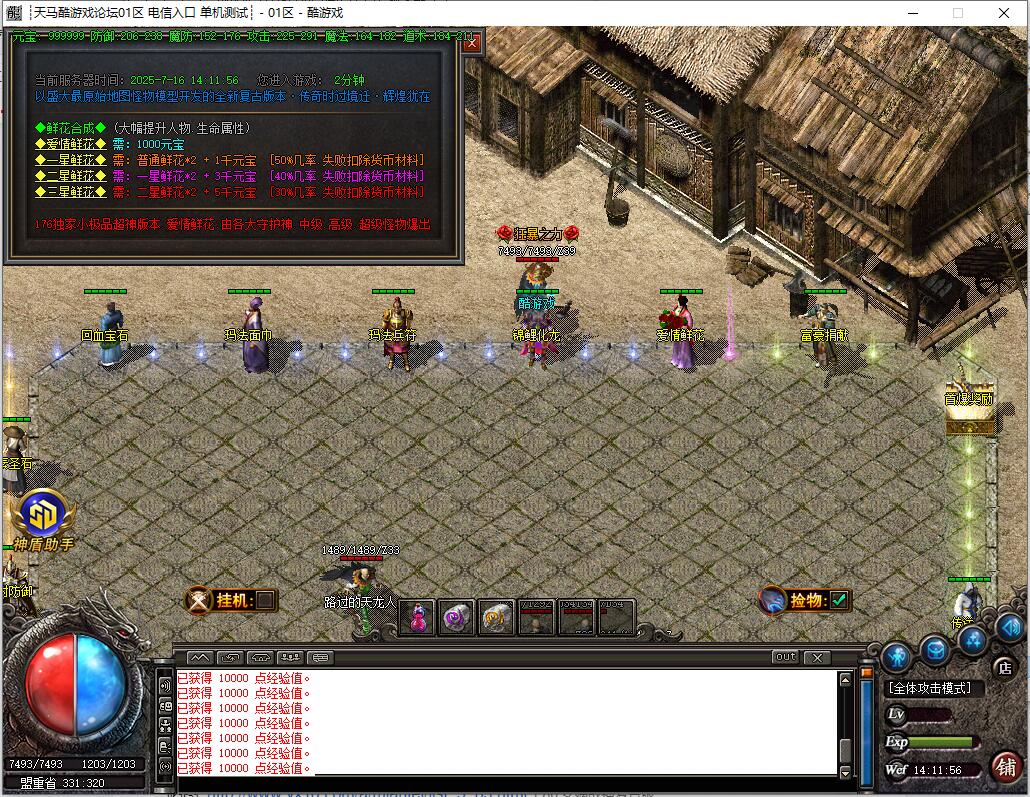 天马酷游戏论坛01区 电信入口 单机测试 - 01区 - 酷游戏
元宝: 999999 防御:206-238 魔防:152-176 攻击:225-291 魔法:164-182 道术:184-211
当前服务器时间: 2025-7-16 14:11:56 您进入游戏: 2分钟
以盛大最原始地图怪物模型开发的全新复古版本·传奇时过境迁·辉煌犹在
◆鲜花合成◆ (大幅提升人物.生命属性)
◆爱情鲜花◆ 需: 1000元宝
◆一星鲜花◆ 需: 普通鲜花*2 + 1千元宝 [50%几率 失败扣除货币材料]
◆二星鲜花◆ 需: 一星鲜花*2 + 3千元宝 [40%几率 失败扣除货币材料]
◆三星鲜花◆ 需: 二星鲜花*2 + 5千元宝 [30%几率 失败扣除货币材料]
176独家小极品超神版本 爱情鲜花.由各大守护神 中级.高级 超级怪物爆出
狂暴之力
7493/7493/Z39
酷游戏
回血宝石
玛法面巾
玛法兵符
锦鲤化龙
爱情鲜花
富豪捐献
首爆奖励
圣石
神盾助手
防御
1489/1489/Z33
路过的天龙人
挂机:
捡物:
OUT
已获得 10000 点经验值。
已获得 10000 点经验值。
已获得 10000 点经验值。
已获得 10000 点经验值。
已获得 10000 点经验值。
已获得 10000 点经验值。
已获得 10000 点经验值。
店
[全体攻击模式]
Lv
Exp
Wef 14:11:56
铺
7493/7493 1203/1203
盟重省 331:320